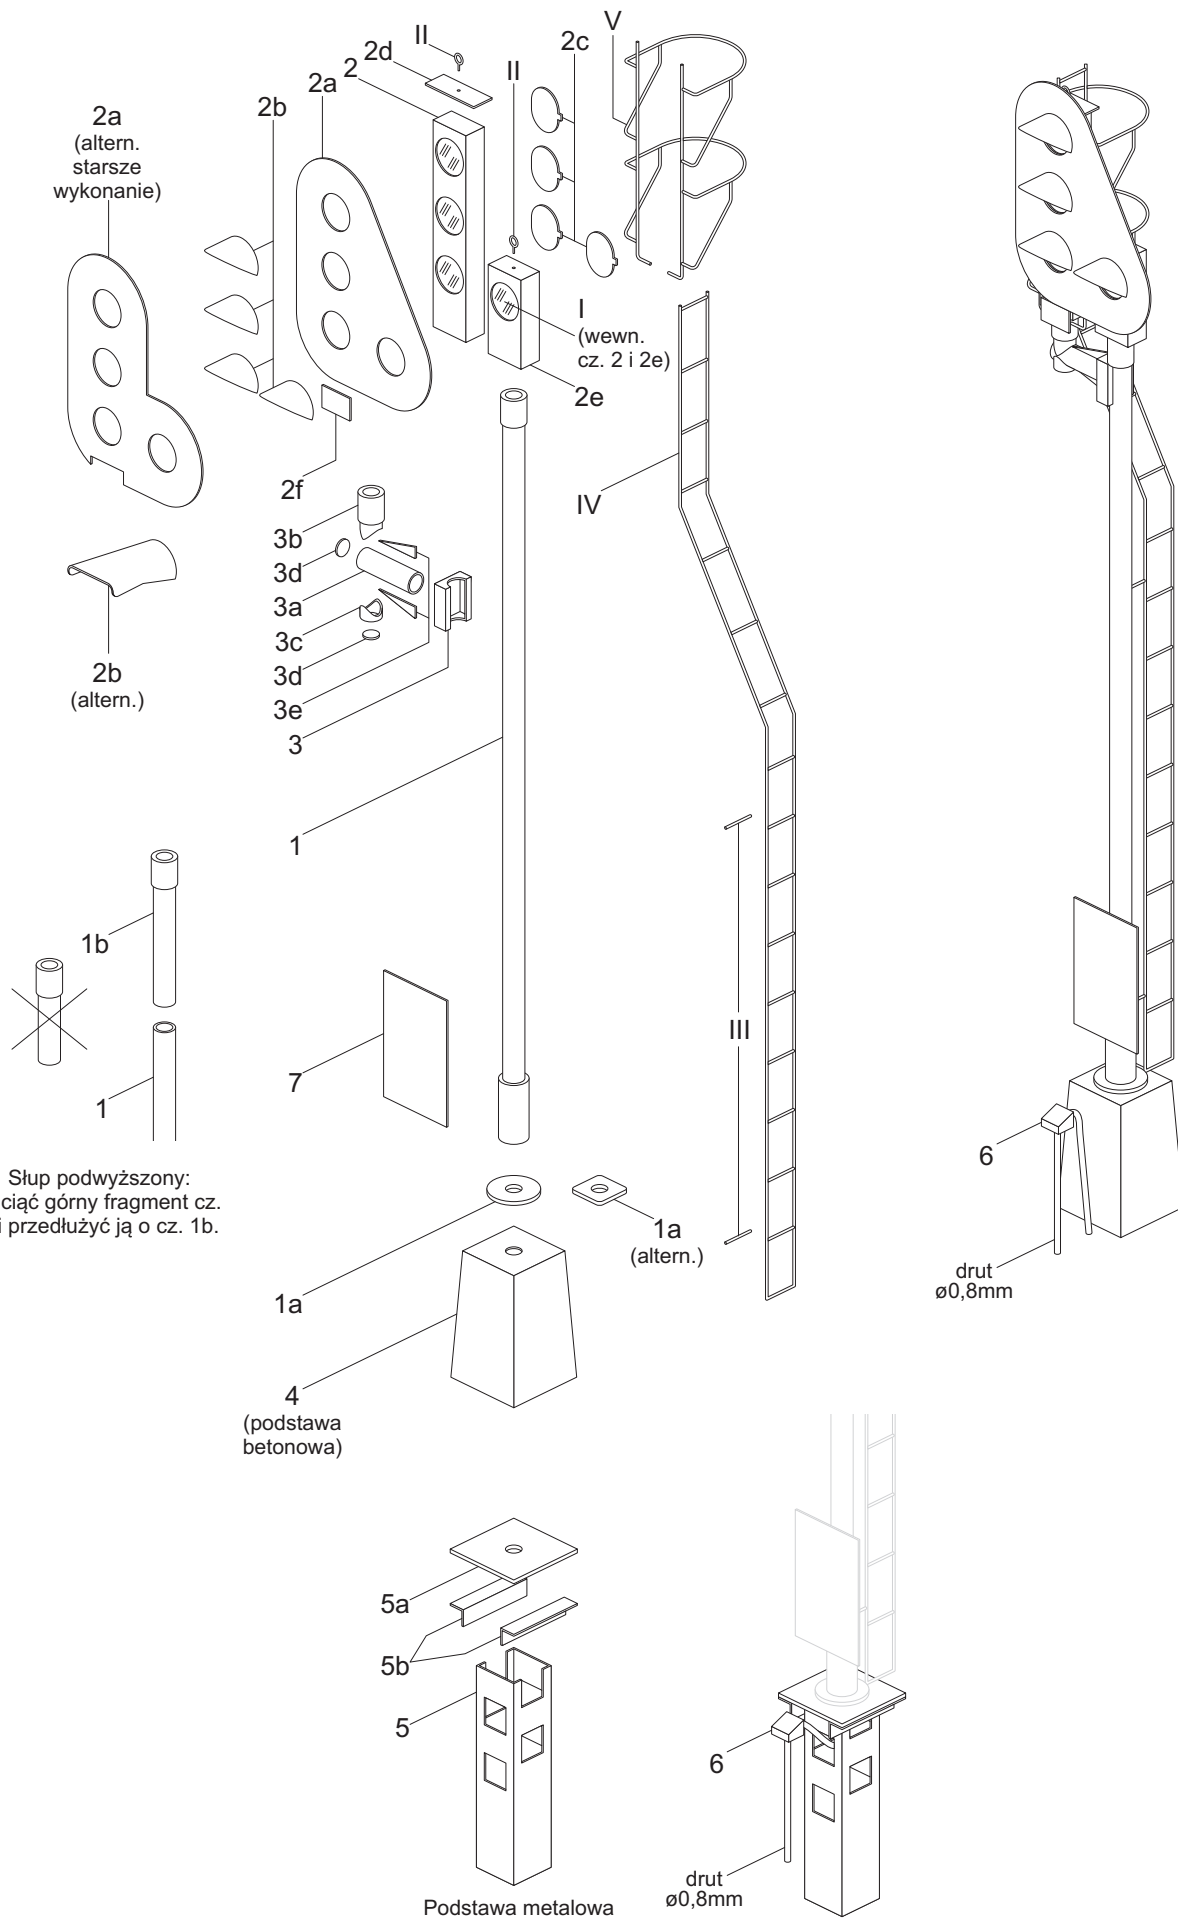 V
II
2c
2d
2
II
2a
2b
2a
(altern.
starsze
wykonanie)
I
(wewn.
cz. 2 i 2e)
2e
2f
IV
3b
3d
3a
3c
3d
3e
3
2b
(altern.)
1
1b
III
7
1
6
Słup podwyższony:
ciąć górny fragment cz.
i przedłużyć ją o cz. 1b.
1a
(altern.)
1a
drut
ø0,8mm
4
(podstawa
betonowa)
5a
5b
5
6
drut
ø0,8mm
Podstawa metalowa